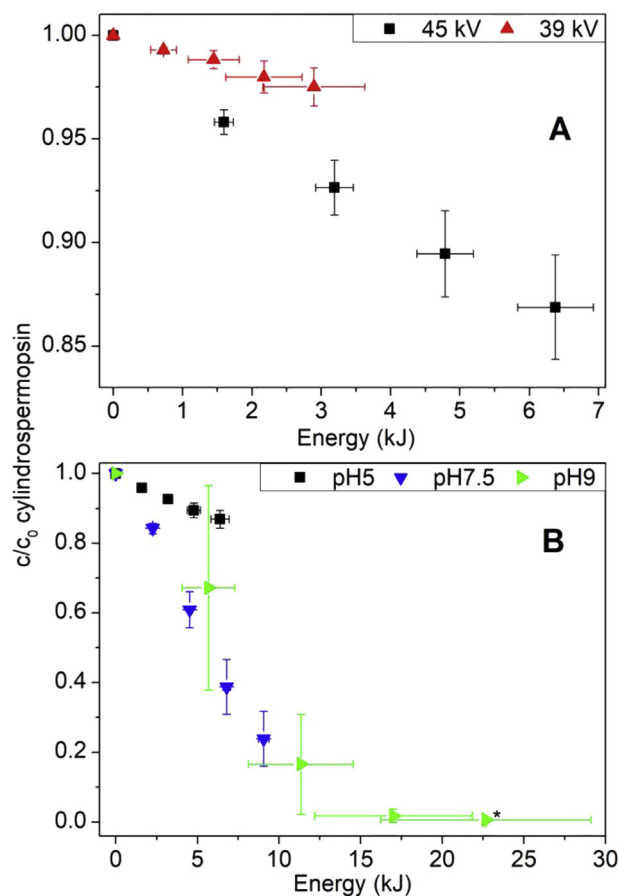 45 kV 39 kV
1.00
0.95
0.90
0.85
A
0 1 2 3 4 5 6 7
Energy (kJ)
c/c₀ cylindrospermopsin
pH5 pH7.5 pH9
1.0
0.8
0.6
0.4
0.2
0.0
B
*
0 5 10 15 20 25 30
Energy (kJ)